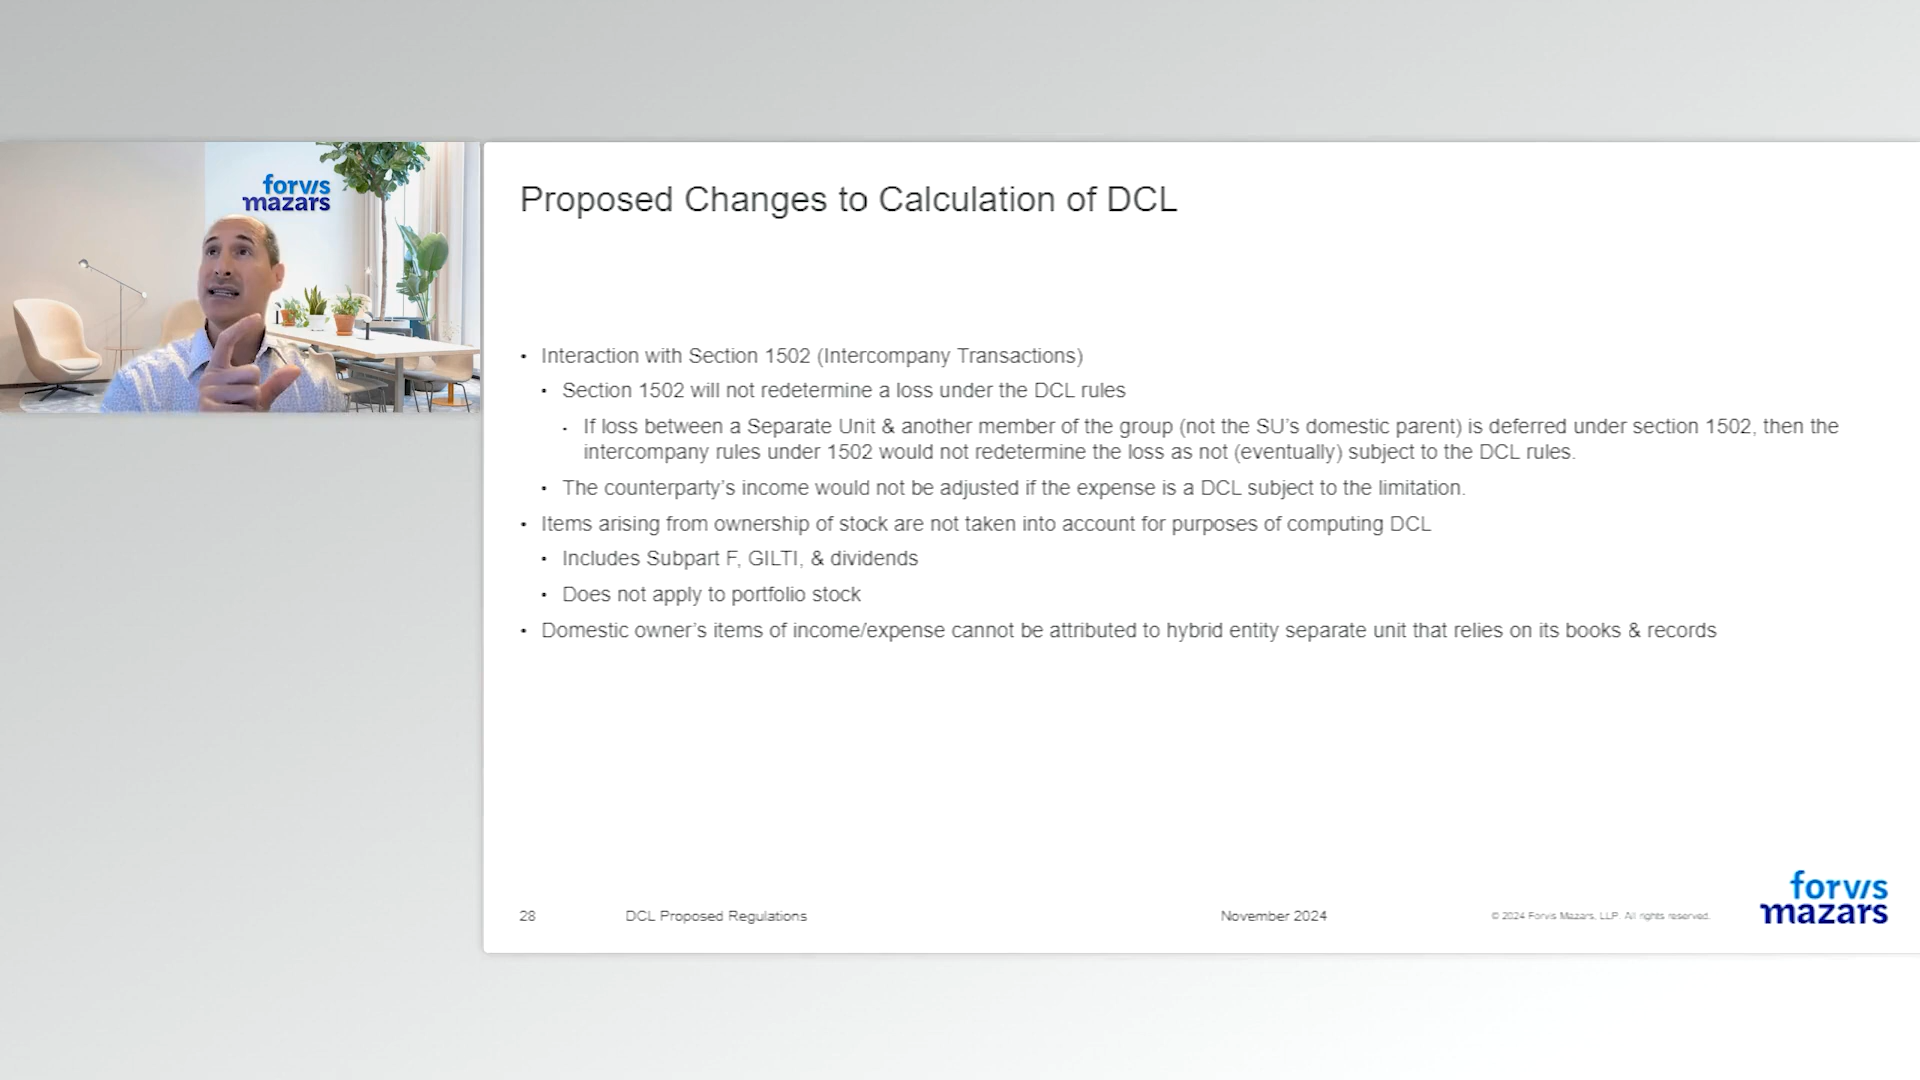 forvis
mazars
Proposed Changes to Calculation of DCL
• Interaction with Section 1502 (Intercompany Transactions)
• Section 1502 will not redetermine a loss under the DCL rules
• If loss between a Separate Unit & another member of the group (not the SU's domestic parent) is deferred under section 1502, then the
intercompany rules under 1502 would not redetermine the loss as not (eventually) subject to the DCL rules.
• The counterparty's income would not be adjusted if the expense is a DCL subject to the limitation.
• Items arising from ownership of stock are not taken into account for purposes of computing DCL
• Includes Subpart F, GILTI, & dividends
• Does not apply to portfolio stock
• Domestic owner's items of income/expense cannot be attributed to hybrid entity separate unit that relies on its books & records
28 DCL Proposed Regulations November 2024 © 2024 Forvis Mazars, LLP. All rights reserved.
forvis
mazars